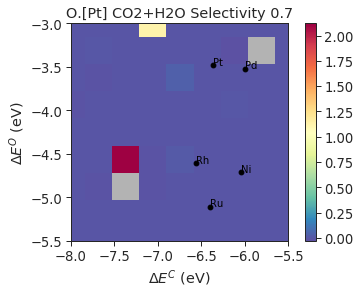 O.[Pt] CO2+H2O Selectivity 0.7
−3.0
−3.5
−4.0
−4.5
−5.0
−5.5
ΔE^O (eV)
Pt
Pd
Rh
Ni
Ru
−8.0 −7.5 −7.0 −6.5 −6.0 −5.5
ΔE^C (eV)
2.00
1.75
1.50
1.25
1.00
0.75
0.50
0.25
0.00